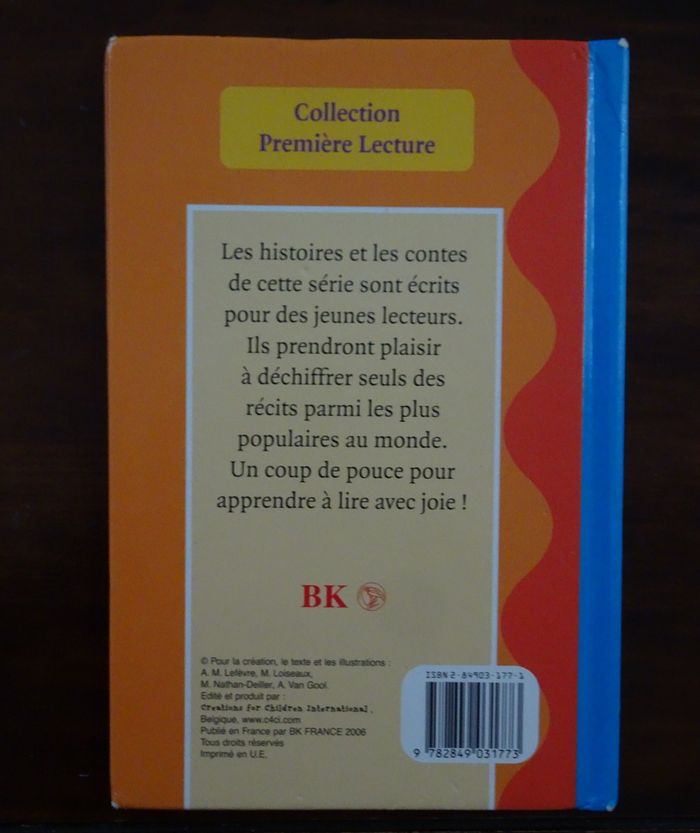 Collection
Première Lecture
Les histoires et les contes
de cette série sont écrits
pour des jeunes lecteurs.
Ils prendront plaisir
à déchiffrer seuls des
récits parmi les plus
populaires au monde.
Un coup de pouce pour
apprendre à lire avec joie !
BK
© Pour la création, le texte et les illustrations :
A. M. Lefèvre, M. Loiseaux,
M. Nathan-Deiller, A. Van Gool.
Edité et produit par :
Creations for Children International,
Belgique, www.c4ci.com
Publié en France par BK FRANCE 2006
Tous droits réservés
Imprimé en U.E.
ISBN 2-84903-177-1
9 782849 031773